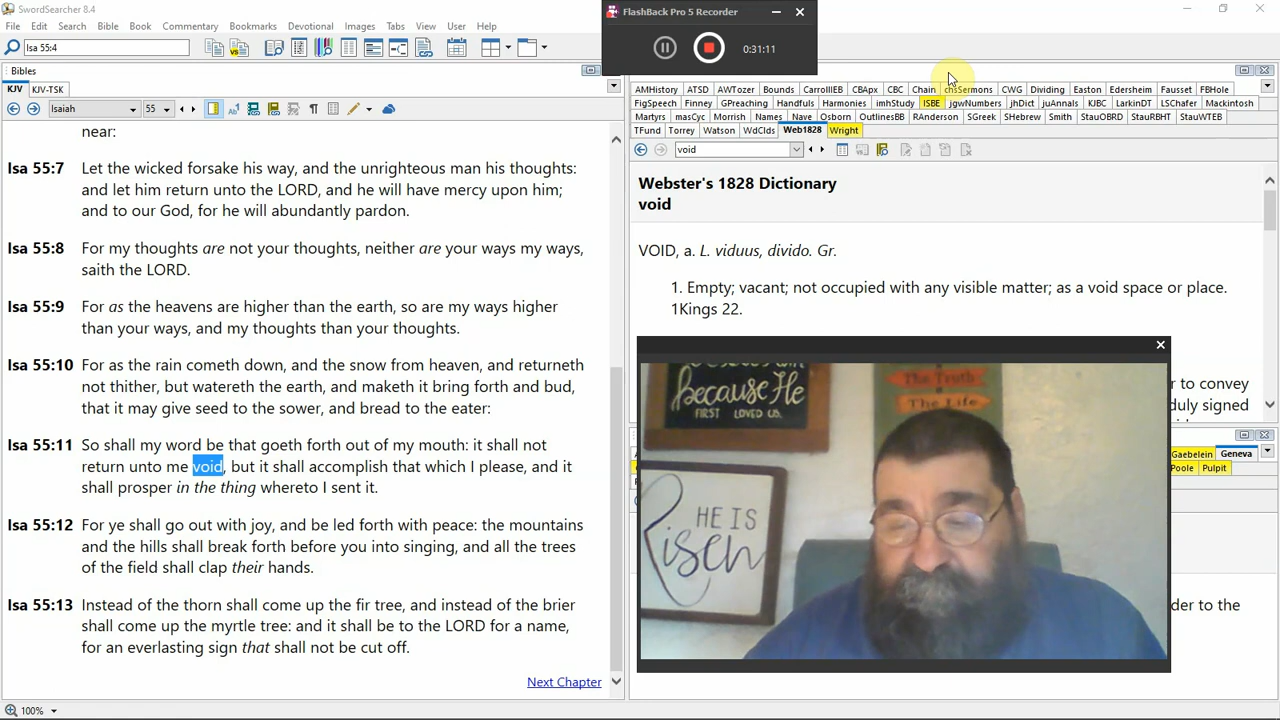 SwordSearcher 8.4
File Edit Search Bible Book Commentary Bookmarks Devotional Images Tabs View User Help
Isa 55:4
FlashBack Pro 5 Recorder
0:31:11
Bibles
KJV KJV-TSK
Isaiah 55
near:
Isa 55:7 Let the wicked forsake his way, and the unrighteous man his thoughts:
and let him return unto the LORD, and he will have mercy upon him;
and to our God, for he will abundantly pardon.
Isa 55:8 For my thoughts are not your thoughts, neither are your ways my ways,
saith the LORD.
Isa 55:9 For as the heavens are higher than the earth, so are my ways higher
than your ways, and my thoughts than your thoughts.
Isa 55:10 For as the rain cometh down, and the snow from heaven, and returneth
not thither, but watereth the earth, and maketh it bring forth and bud,
that it may give seed to the sower, and bread to the eater:
Isa 55:11 So shall my word be that goeth forth out of my mouth: it shall not
return unto me void, but it shall accomplish that which I please, and it
shall prosper in the thing whereto I sent it.
Isa 55:12 For ye shall go out with joy, and be led forth with peace: the mountains
and the hills shall break forth before you into singing, and all the trees
of the field shall clap their hands.
Isa 55:13 Instead of the thorn shall come up the fir tree, and instead of the brier
shall come up the myrtle tree: and it shall be to the LORD for a name,
for an everlasting sign that shall not be cut off.
Next Chapter
100%
AMHistory ATSD AWTozer Bounds CarrollIEB CBApx CBC Chain chsSermons CWG Dividing Easton Edersheim Fausset FBHole
FigSpeech Finney GPreaching Handfuls Harmonies imhStudy ISBE jgwNumbers jhDict juAnnals KJBC LarkinDT LSChafer Mackintosh
Martyrs masCyc Morrish Names Nave Osborn OutlinesBB RAnderson SGreek SHebrew Smith StauOBRD StauRBHT StauWTEB
TFund Torrey Watson WdClds Web1828 Wright
void
Webster's 1828 Dictionary
void
VOID, a. L. viduus, divido. Gr.
1. Empty; vacant; not occupied with any visible matter; as a void space or place.
1Kings 22.
er to convey
duly signed
Gaebelein Geneva
Poole Pulpit
der to the
because He
FIRST LOVED US.
The Truth
The Life
HE IS
Risen